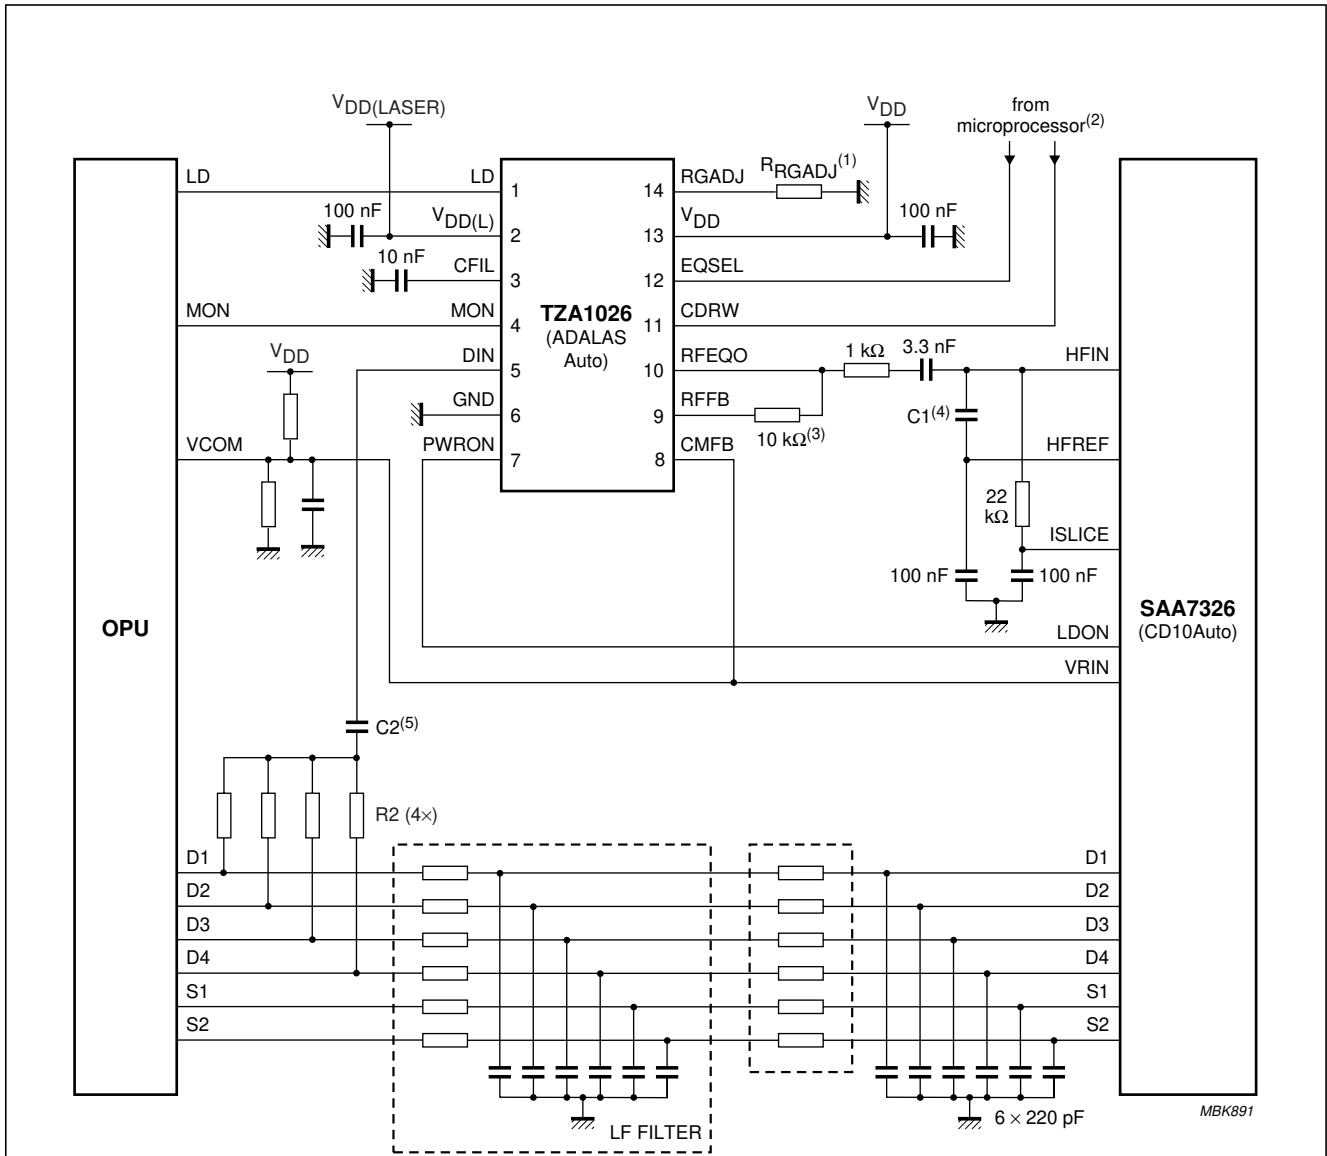 VDD(LASER)
VDD
from
microprocessor(2)
LD
LD
1
14
RGADJ
RRGADJ(1)
100 nF
VDD(L)
2
13
VDD
100 nF
10 nF
CFIL
3
12
EQSEL
MON
MON
4
TZA1026
(ADALAS
Auto)
11
CDRW
VDD
DIN
5
10
RFEQO
1 kΩ
3.3 nF
HFIN
GND
6
9
RFFB
10 kΩ(3)
C1(4)
VCOM
PWRON
7
8
CMFB
HFREF
22
kΩ
ISLICE
100 nF
100 nF
OPU
SAA7326
(CD10Auto)
LDON
VRIN
C2(5)
R2 (4×)
D1
D1
D2
D2
D3
D3
D4
D4
S1
S1
S2
S2
LF FILTER
6 × 220 pF
MBK891